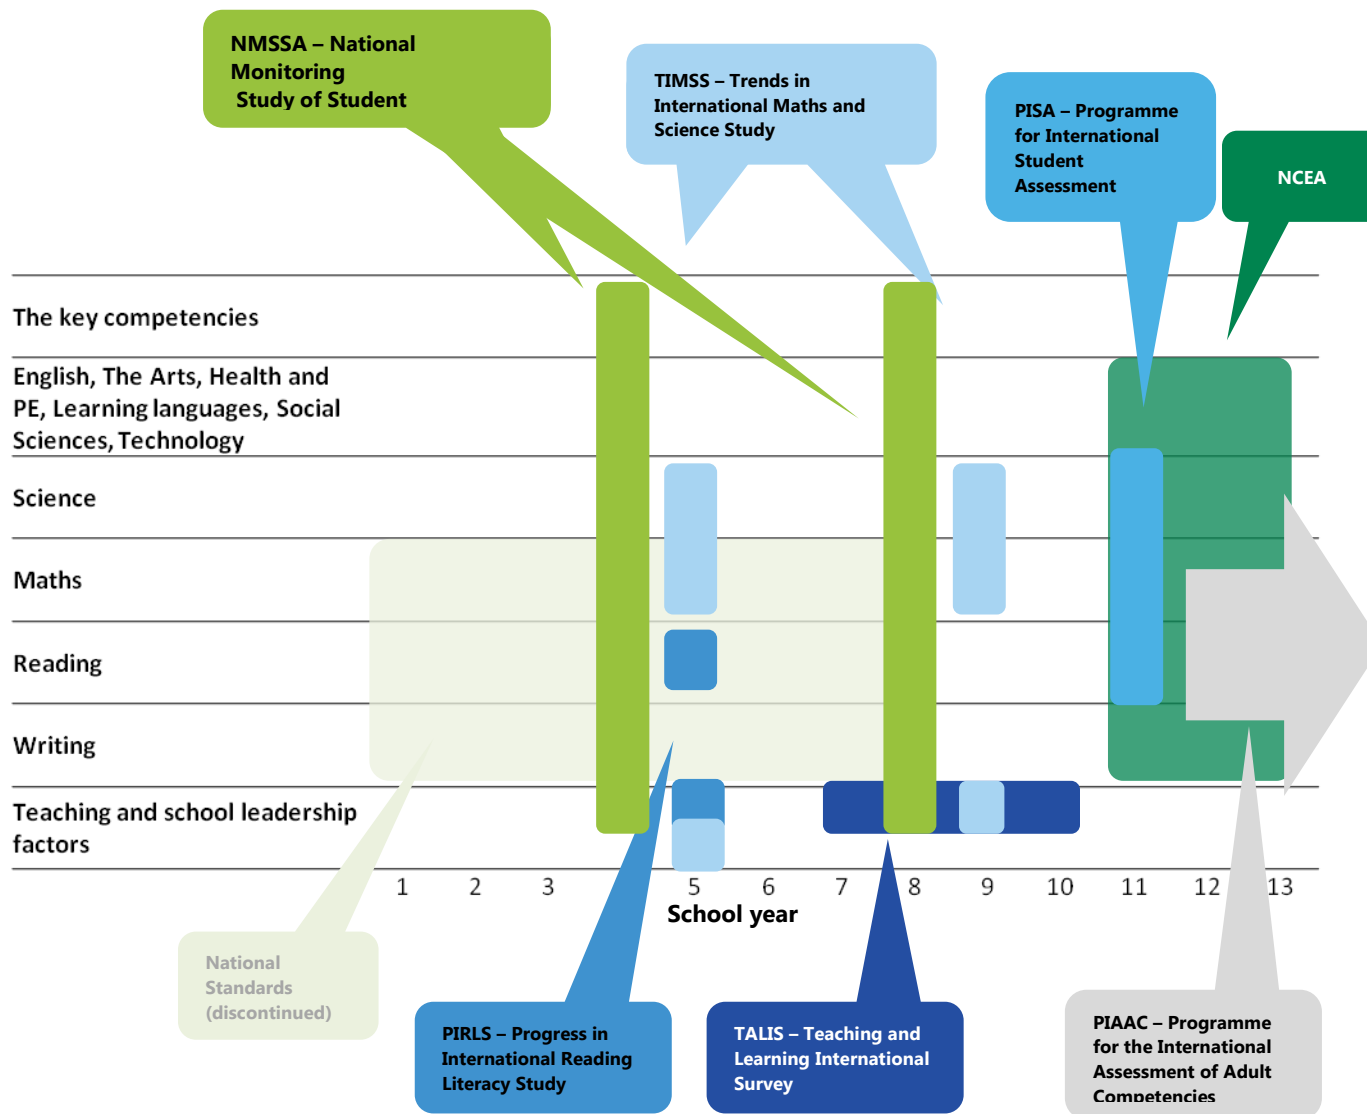 NMSSA – National
Monitoring
Study of Student
TIMSS – Trends in
International Maths and
Science Study
PISA – Programme
for International
Student
Assessment
NCEA
The key competencies
English, The Arts, Health and
PE, Learning languages, Social
Sciences, Technology
Science
Maths
Reading
Writing
Teaching and school leadership
factors
1 2 3 5 6 7 8 9 10 11 12 13
School year
National
Standards
(discontinued)
PIRLS – Progress in
International Reading
Literacy Study
TALIS – Teaching and
Learning International
Survey
PIAAC – Programme
for the International
Assessment of Adult
Competencies